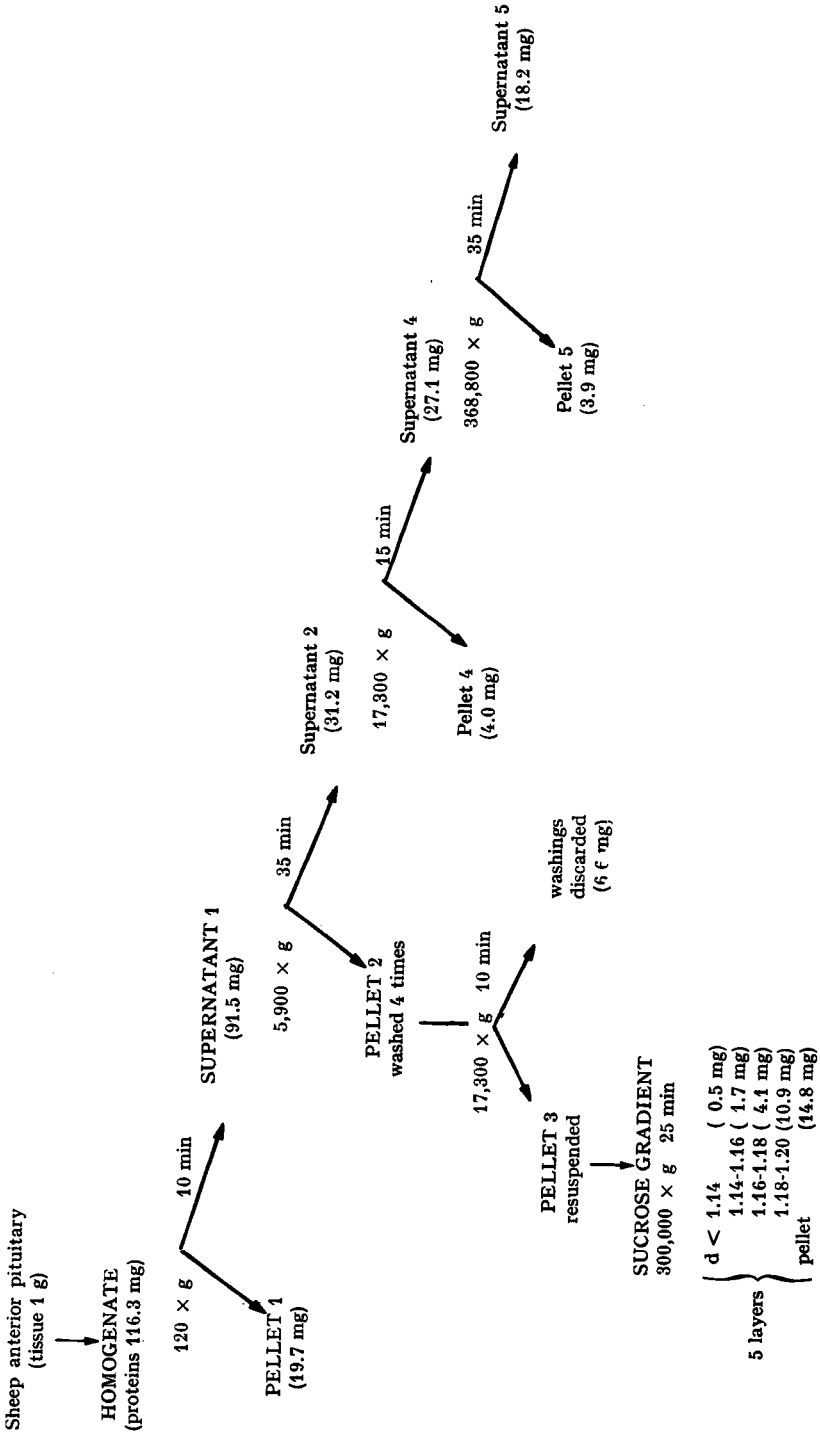 Sheep anterior pituitary
(tissue 1 g)
HOMOGENATE
(proteins 116.3 mg)
120 × g
10 min
PELLET 1
(19.7 mg)
SUPERNATANT 1
(91.5 mg)
5,900 × g
35 min
PELLET 2
washed 4 times
Supernatant 2
(31.2 mg)
17,300 × g
10 min
17,300 × g
15 min
PELLET 3
resuspended
washings
discarded
mg)
Pellet 4
(4.0 mg)
Supernatant 4
(27.1 mg)
368,800 × g
35 min
Pellet 5
(3.9 mg)
Supernatant 5
(18.2 mg)
SUCROSE GRADIENT
300,000 × g 25 min
5 layers
d < 1.14 ( 0.5 mg)
1.14-1.16 ( 1.7 mg)
1.16-1.18 ( 4.1 mg)
1.18-1.20 (10.9 mg)
pellet (14.8 mg)